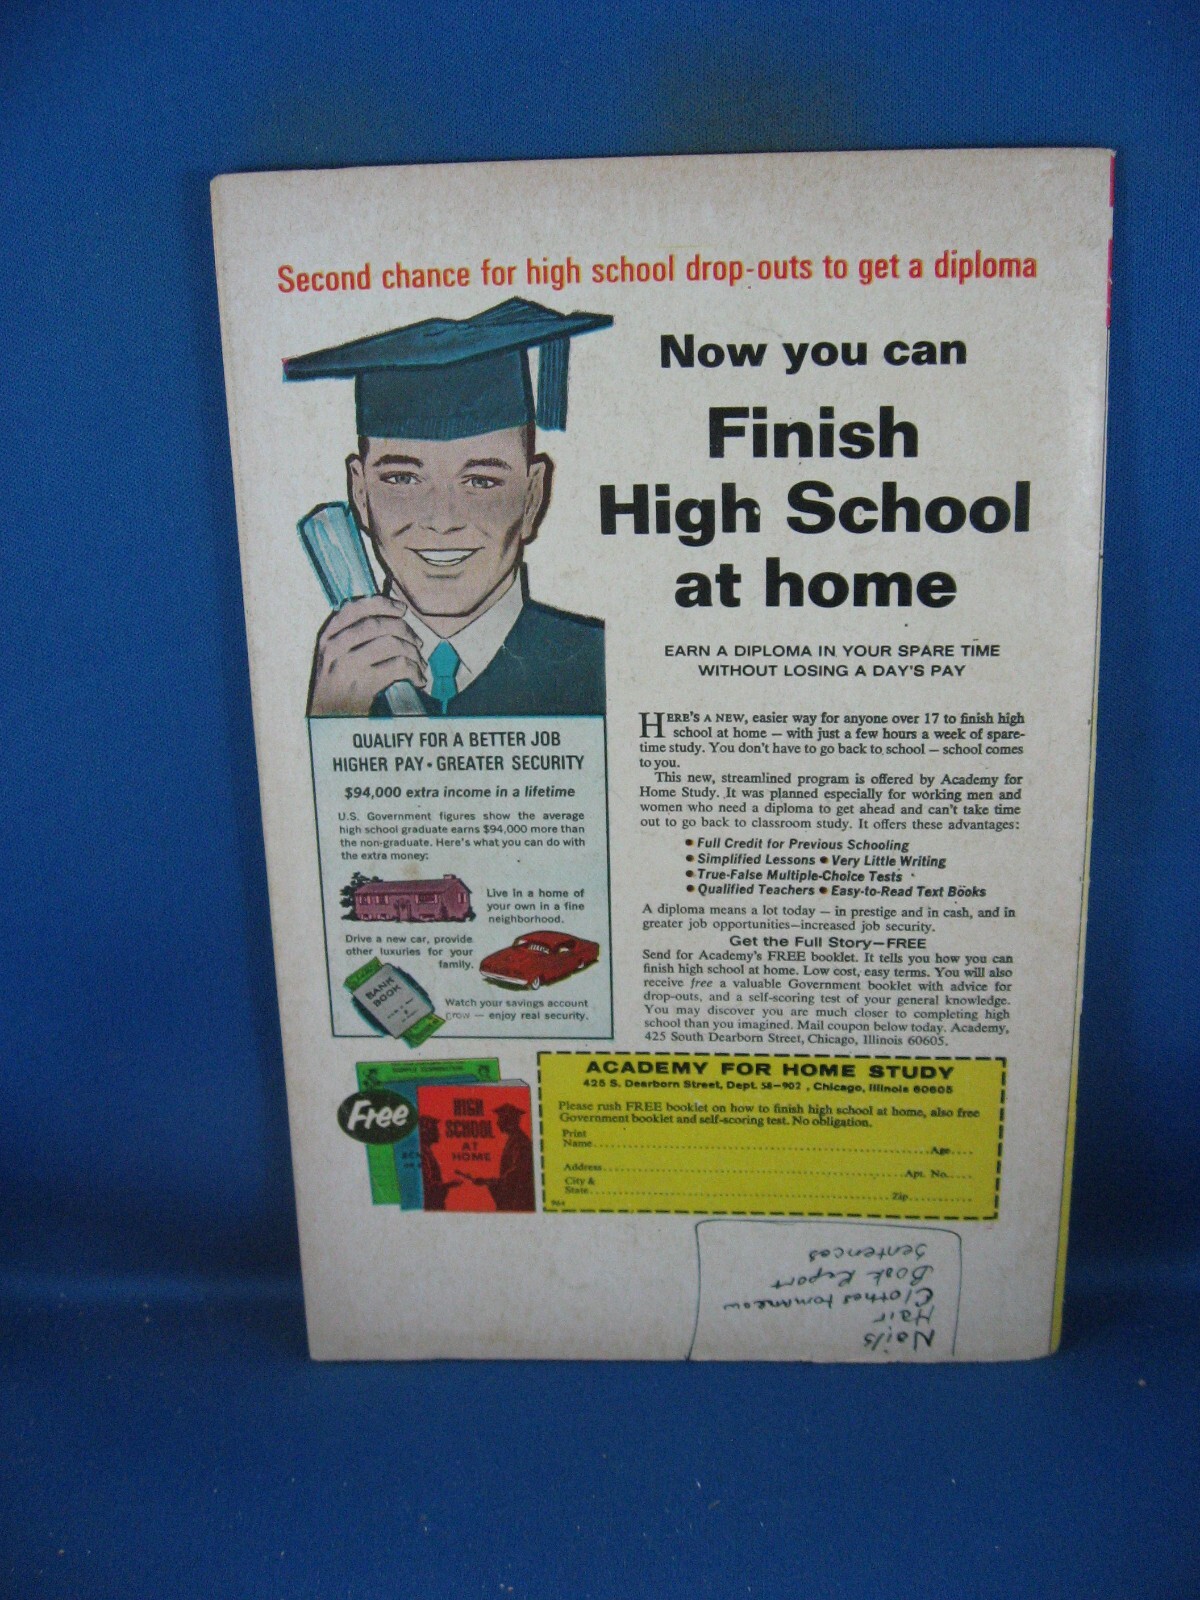 Second chance for high school drop-outs to get a diploma
Now you can
Finish
High School
at home
EARN A DIPLOMA IN YOUR SPARE TIME
WITHOUT LOSING A DAY'S PAY
HERE'S A NEW, easier way for anyone over 17 to finish high
school at home — with just a few hours a week of spare-
time study. You don't have to go back to school — school comes
to you.
This new, streamlined program is offered by Academy for
Home Study. It was planned especially for working men and
women who need a diploma to get ahead and can't take time
out to go back to classroom study. It offers these advantages:
• Full Credit for Previous Schooling
• Simplified Lessons • Very Little Writing
• True-False Multiple-Choice Tests
• Qualified Teachers • Easy-to-Read Text Books
A diploma means a lot today — in prestige and in cash, and in
greater job opportunities—increased job security.
Get the Full Story—FREE
Send for Academy's FREE booklet. It tells you how you can
finish high school at home. Low cost, easy terms. You will also
receive free a valuable Government booklet with advice for
drop-outs, and a self-scoring test of your general knowledge.
You may discover you are much closer to completing high
school than you imagined. Mail coupon below today. Academy,
425 South Dearborn Street, Chicago, Illinois 60605.
QUALIFY FOR A BETTER JOB
HIGHER PAY • GREATER SECURITY
$94,000 extra income in a lifetime
U.S. Government figures show the average
high school graduate earns $94,000 more than
the non-graduate. Here's what you can do with
the extra money:
Live in a home of
your own in a fine
neighborhood.
Drive a new car, provide
other luxuries for your
family.
BANK
BOOK
Watch your savings account
grow — enjoy real security.
Free
HIGH
SCHOOL
AT
HOME
ACADEMY FOR HOME STUDY
425 S. Dearborn Street, Dept. 58-902 , Chicago, Illinois 60605
Please rush FREE booklet on how to finish high school at home, also free
Government booklet and self-scoring test. No obligation.
Print
Name Age
Address Apt. No.
City &
State Zip
Nails
Hair
Clothes tommorow
Book Report
Sentences